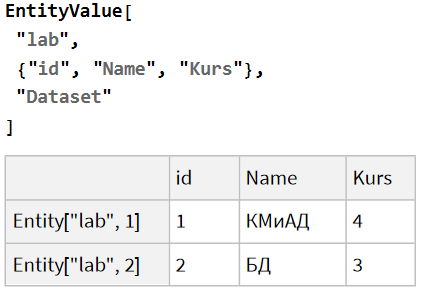 EntityValue[
"lab",
{"id", "Name", "Kurs"},
"Dataset"
]
id Name Kurs
Entity["lab", 1] 1 КМиАД 4
Entity["lab", 2] 2 БД 3